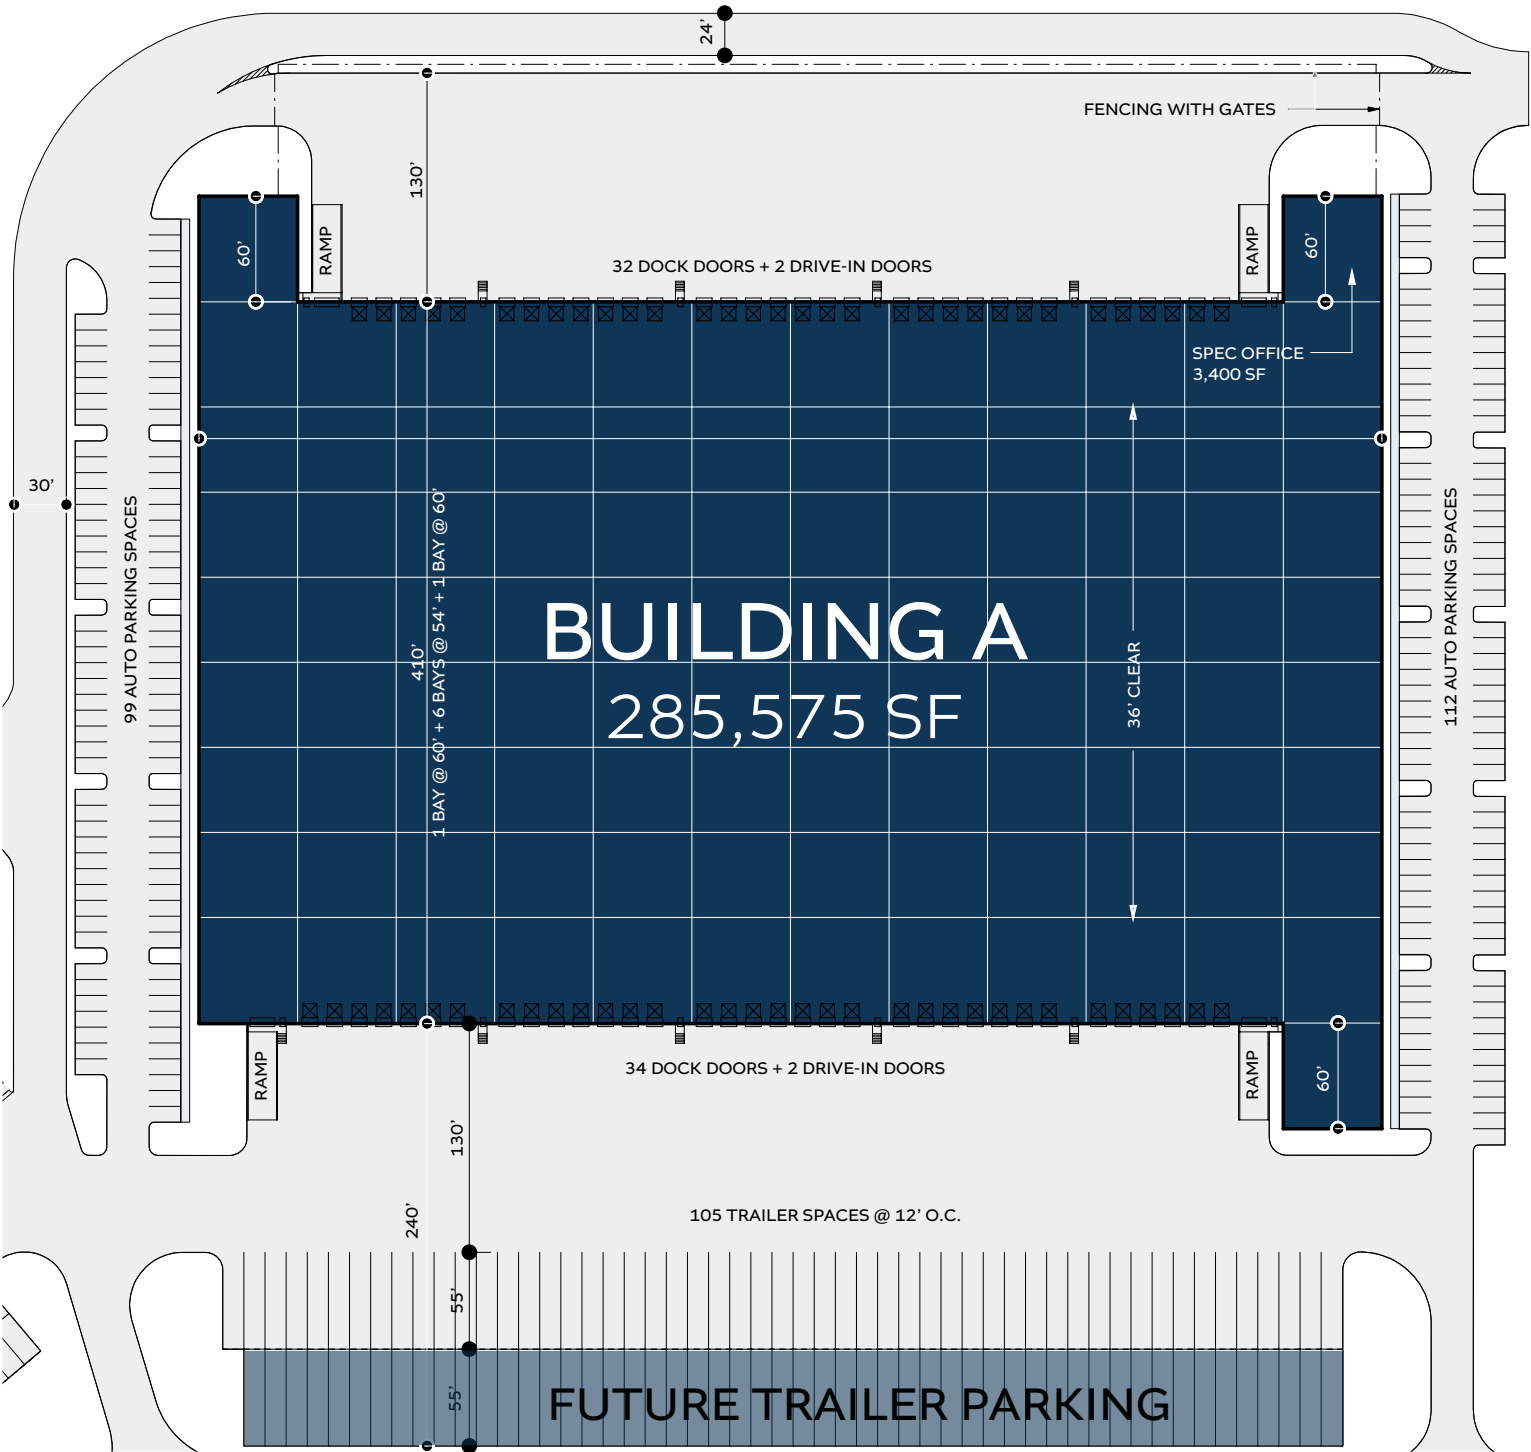 24'
FENCING WITH GATES
130'
60'
RAMP
32 DOCK DOORS + 2 DRIVE-IN DOORS
RAMP
60'
SPEC OFFICE
3,400 SF
30'
99 AUTO PARKING SPACES
410'
1 BAY @ 60' + 6 BAYS @ 54' + 1 BAY @ 60'
BUILDING A
285,575 SF
36' CLEAR
112 AUTO PARKING SPACES
RAMP
34 DOCK DOORS + 2 DRIVE-IN DOORS
RAMP
60'
130'
240'
105 TRAILER SPACES @ 12' O.C.
55'
55'
FUTURE TRAILER PARKING